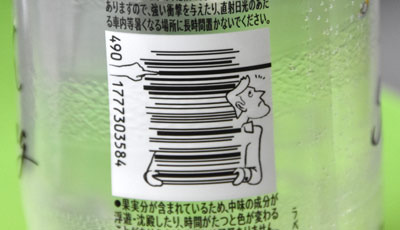 ありますので、強い衝撃を与えたり、直射日光のあた
る車内等暑くなる場所に長時間置かないでください。
490
1777303584
●果実分が含まれているため、中味の成分が
浮遊・沈殿したり、時間がたつと色が変わる